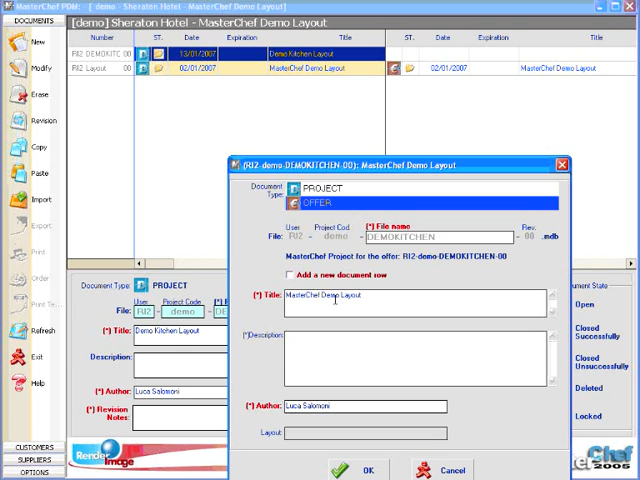 MasterChef PDM: [ demo - Sheraton Hotel - MasterChef Demo Layout]
DOCUMENTS
[demo] Sheraton Hotel - MasterChef Demo Layout
Number ST. Date Expiration Title ST. Date Expiration Title
RI2 DEMOKITC 00 13/01/2007 Demo Kitchen Layout
RI2 Layout 00 02/01/2007 MasterChef Demo Layout 02/01/2007 MasterChef Demo Layout
New
Modify
Erase
Revision
Copy
Paste
Import
Export
Print
Order
Print Te...
Refresh
Exit
Help
CUSTOMERS
SUPPLIERS
OPTIONS
Document Type: PROJECT
User Project Code
File: RI2 - demo - DE
(*) Title: Demo Kitchen Layout
Description:
(*) Author: Luca Salomoni
(*) Revision Notes:
Render Image
(RI2-demo-DEMOKITCHEN-00): MasterChef Demo Layout
Document Type: PROJECT
OFFER
User Project Cod. (*) File name Rev.
File: RI2 - demo - DEMOKITCHEN - 00 .mdb
MasterChef Project for the offer: RI2-demo-DEMOKITCHEN-00
Add a new document row
(*) Title: MasterChef Demo Layout
(*)Description:
(*) Author: Luca Salomoni
Layout:
OK Cancel
ument State
Open
Closed Successfully
Closed Unsuccessfully
Deleted
Locked
Chef
2005